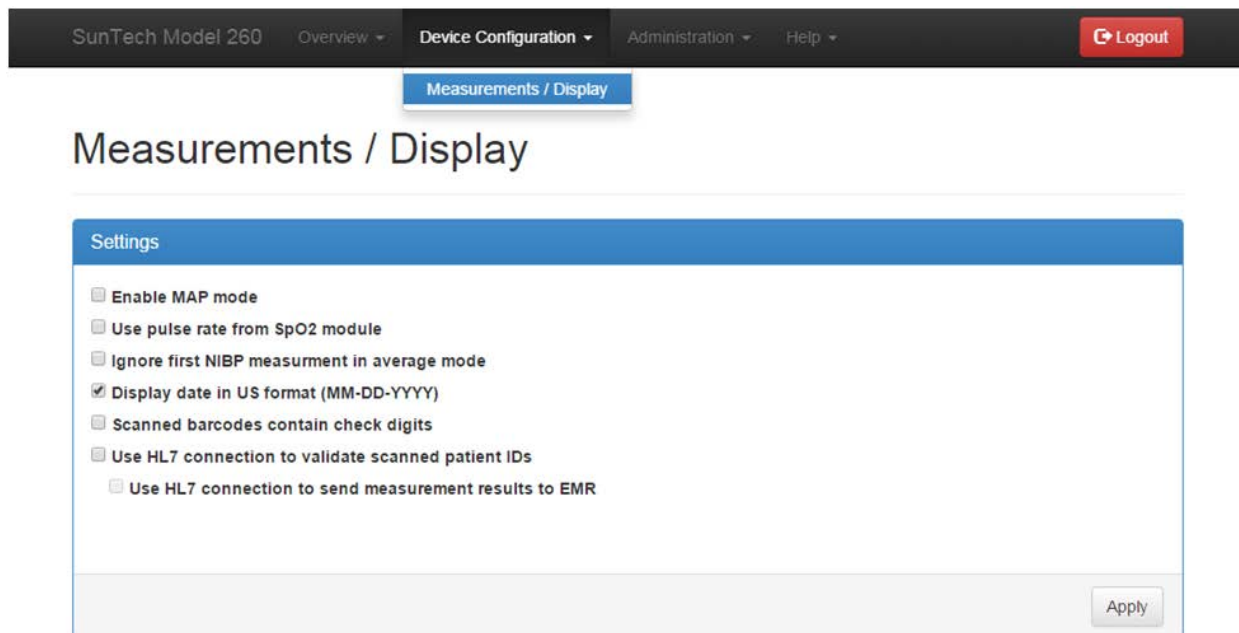 SunTech Model 260 Overview Device Configuration Administration Help Logout
Measurements / Display
Measurements / Display
Settings
Enable MAP mode
Use pulse rate from SpO2 module
Ignore first NIBP measurment in average mode
Display date in US format (MM-DD-YYYY)
Scanned barcodes contain check digits
Use HL7 connection to validate scanned patient IDs
Use HL7 connection to send measurement results to EMR
Apply